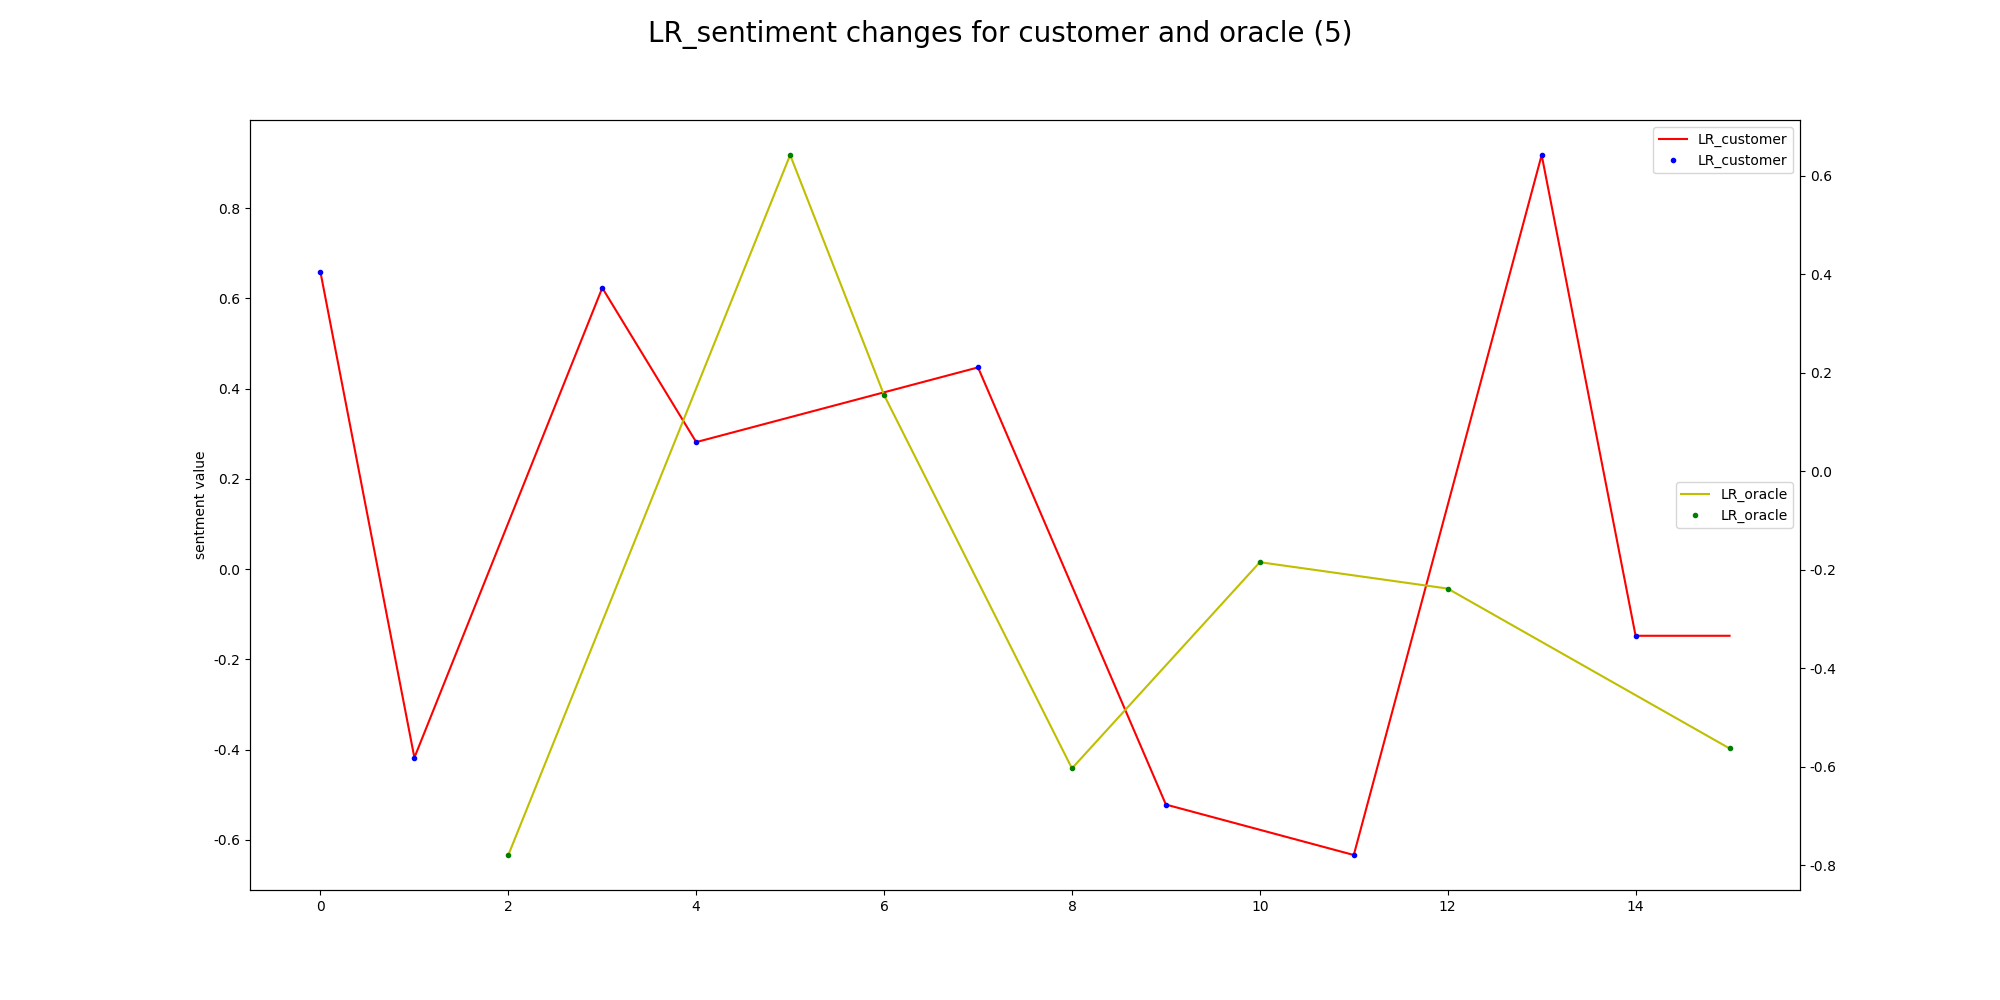 LR_sentiment changes for customer and oracle (5)
LR_customer
LR_customer
LR_oracle
LR_oracle
sentment value
0.8
0.6
0.4
0.2
0.0
-0.2
-0.4
-0.6
0.6
0.4
0.2
0.0
-0.2
-0.4
-0.6
-0.8
0 2 4 6 8 10 12 14